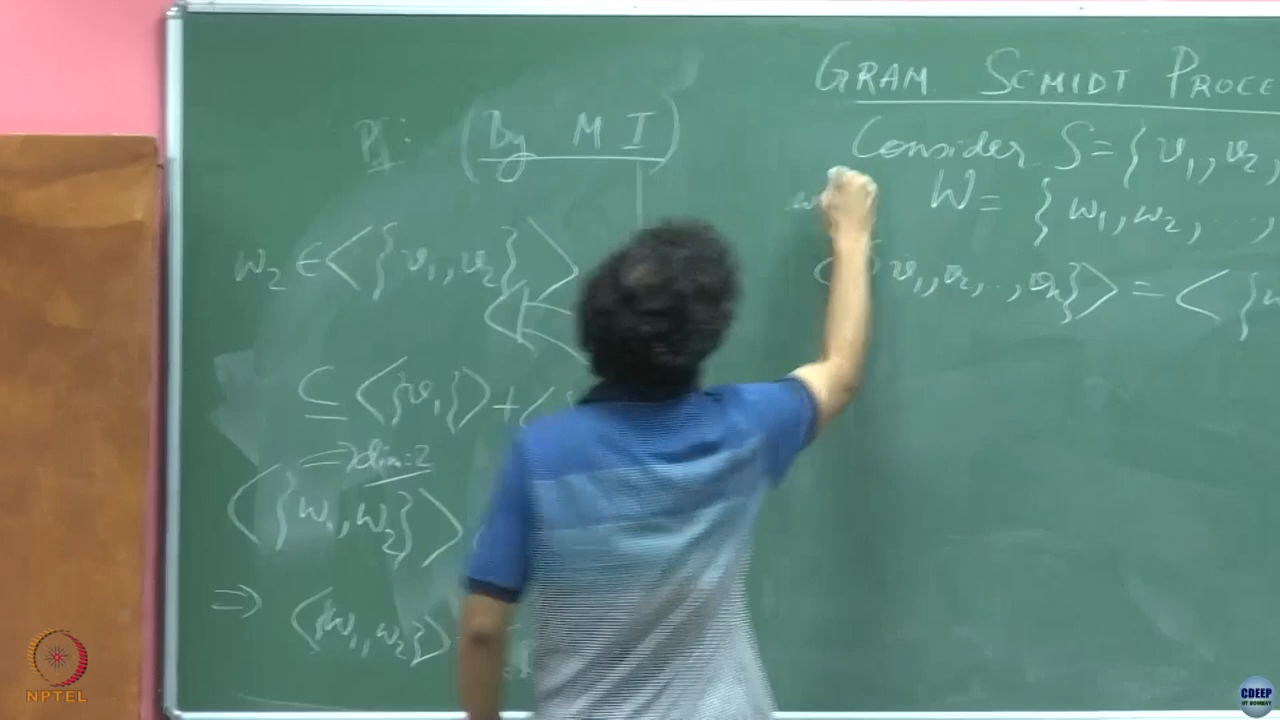 Pf: (By M I)
w₂ ∈ < { v₁, v₂ } >
⊆ < {v₁} > +
⇒ dim = 2
< { w₁, w₂ } >
⇒ < {w₁, w₂} >
GRAM SCMIDT PROCE
Consider S = { v₁, v₂,
W = { w₁, w₂, ..,
v₁, v₂, .., vₙ} > = < {
NPTEL
CDEEP
IIT BOMBAY